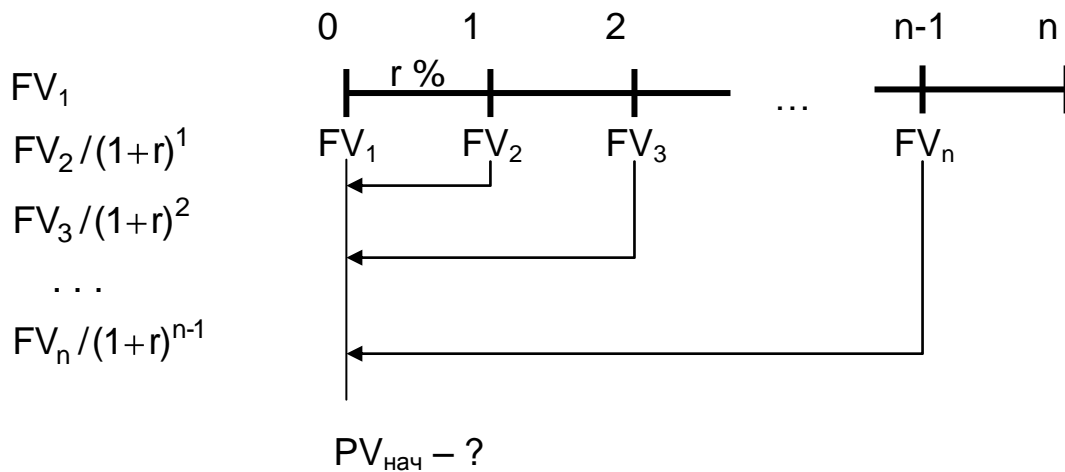 0 1 2 n-1 n
r %
FV₁
...
FV₂/(1+r)¹ FV₁ FV₂ FV₃ FVₙ
FV₃/(1+r)²
. . .
FVₙ/(1+r)ⁿ⁻¹
PVнач – ?